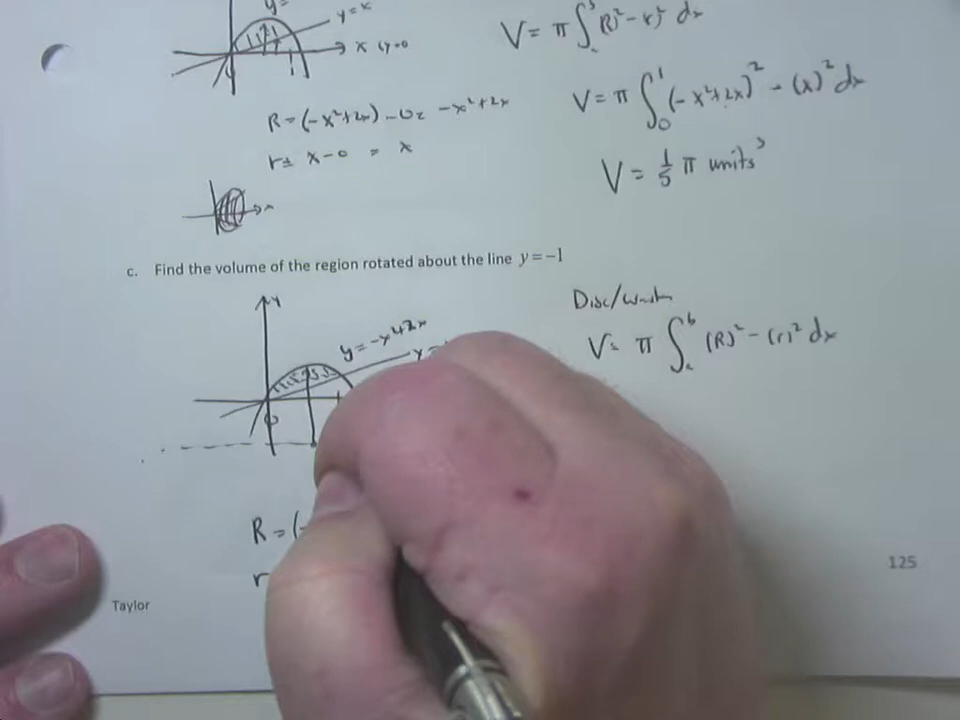 y=
y=x
x (y=0
R=(-x²+2x)-0= -x²+2x
r= x-0 = x
V= π∫ (R)²-(r)² dx
V= π ∫₀¹ (-x²+2x)² - (x)² dx
V = 1/5 π units³
c. Find the volume of the region rotated about the line y=-1
y
y=-x²+2x
Disc/Wash
V= π ∫ₐᵇ (R)²-(r)² dx
R=(-
r
125
Taylor